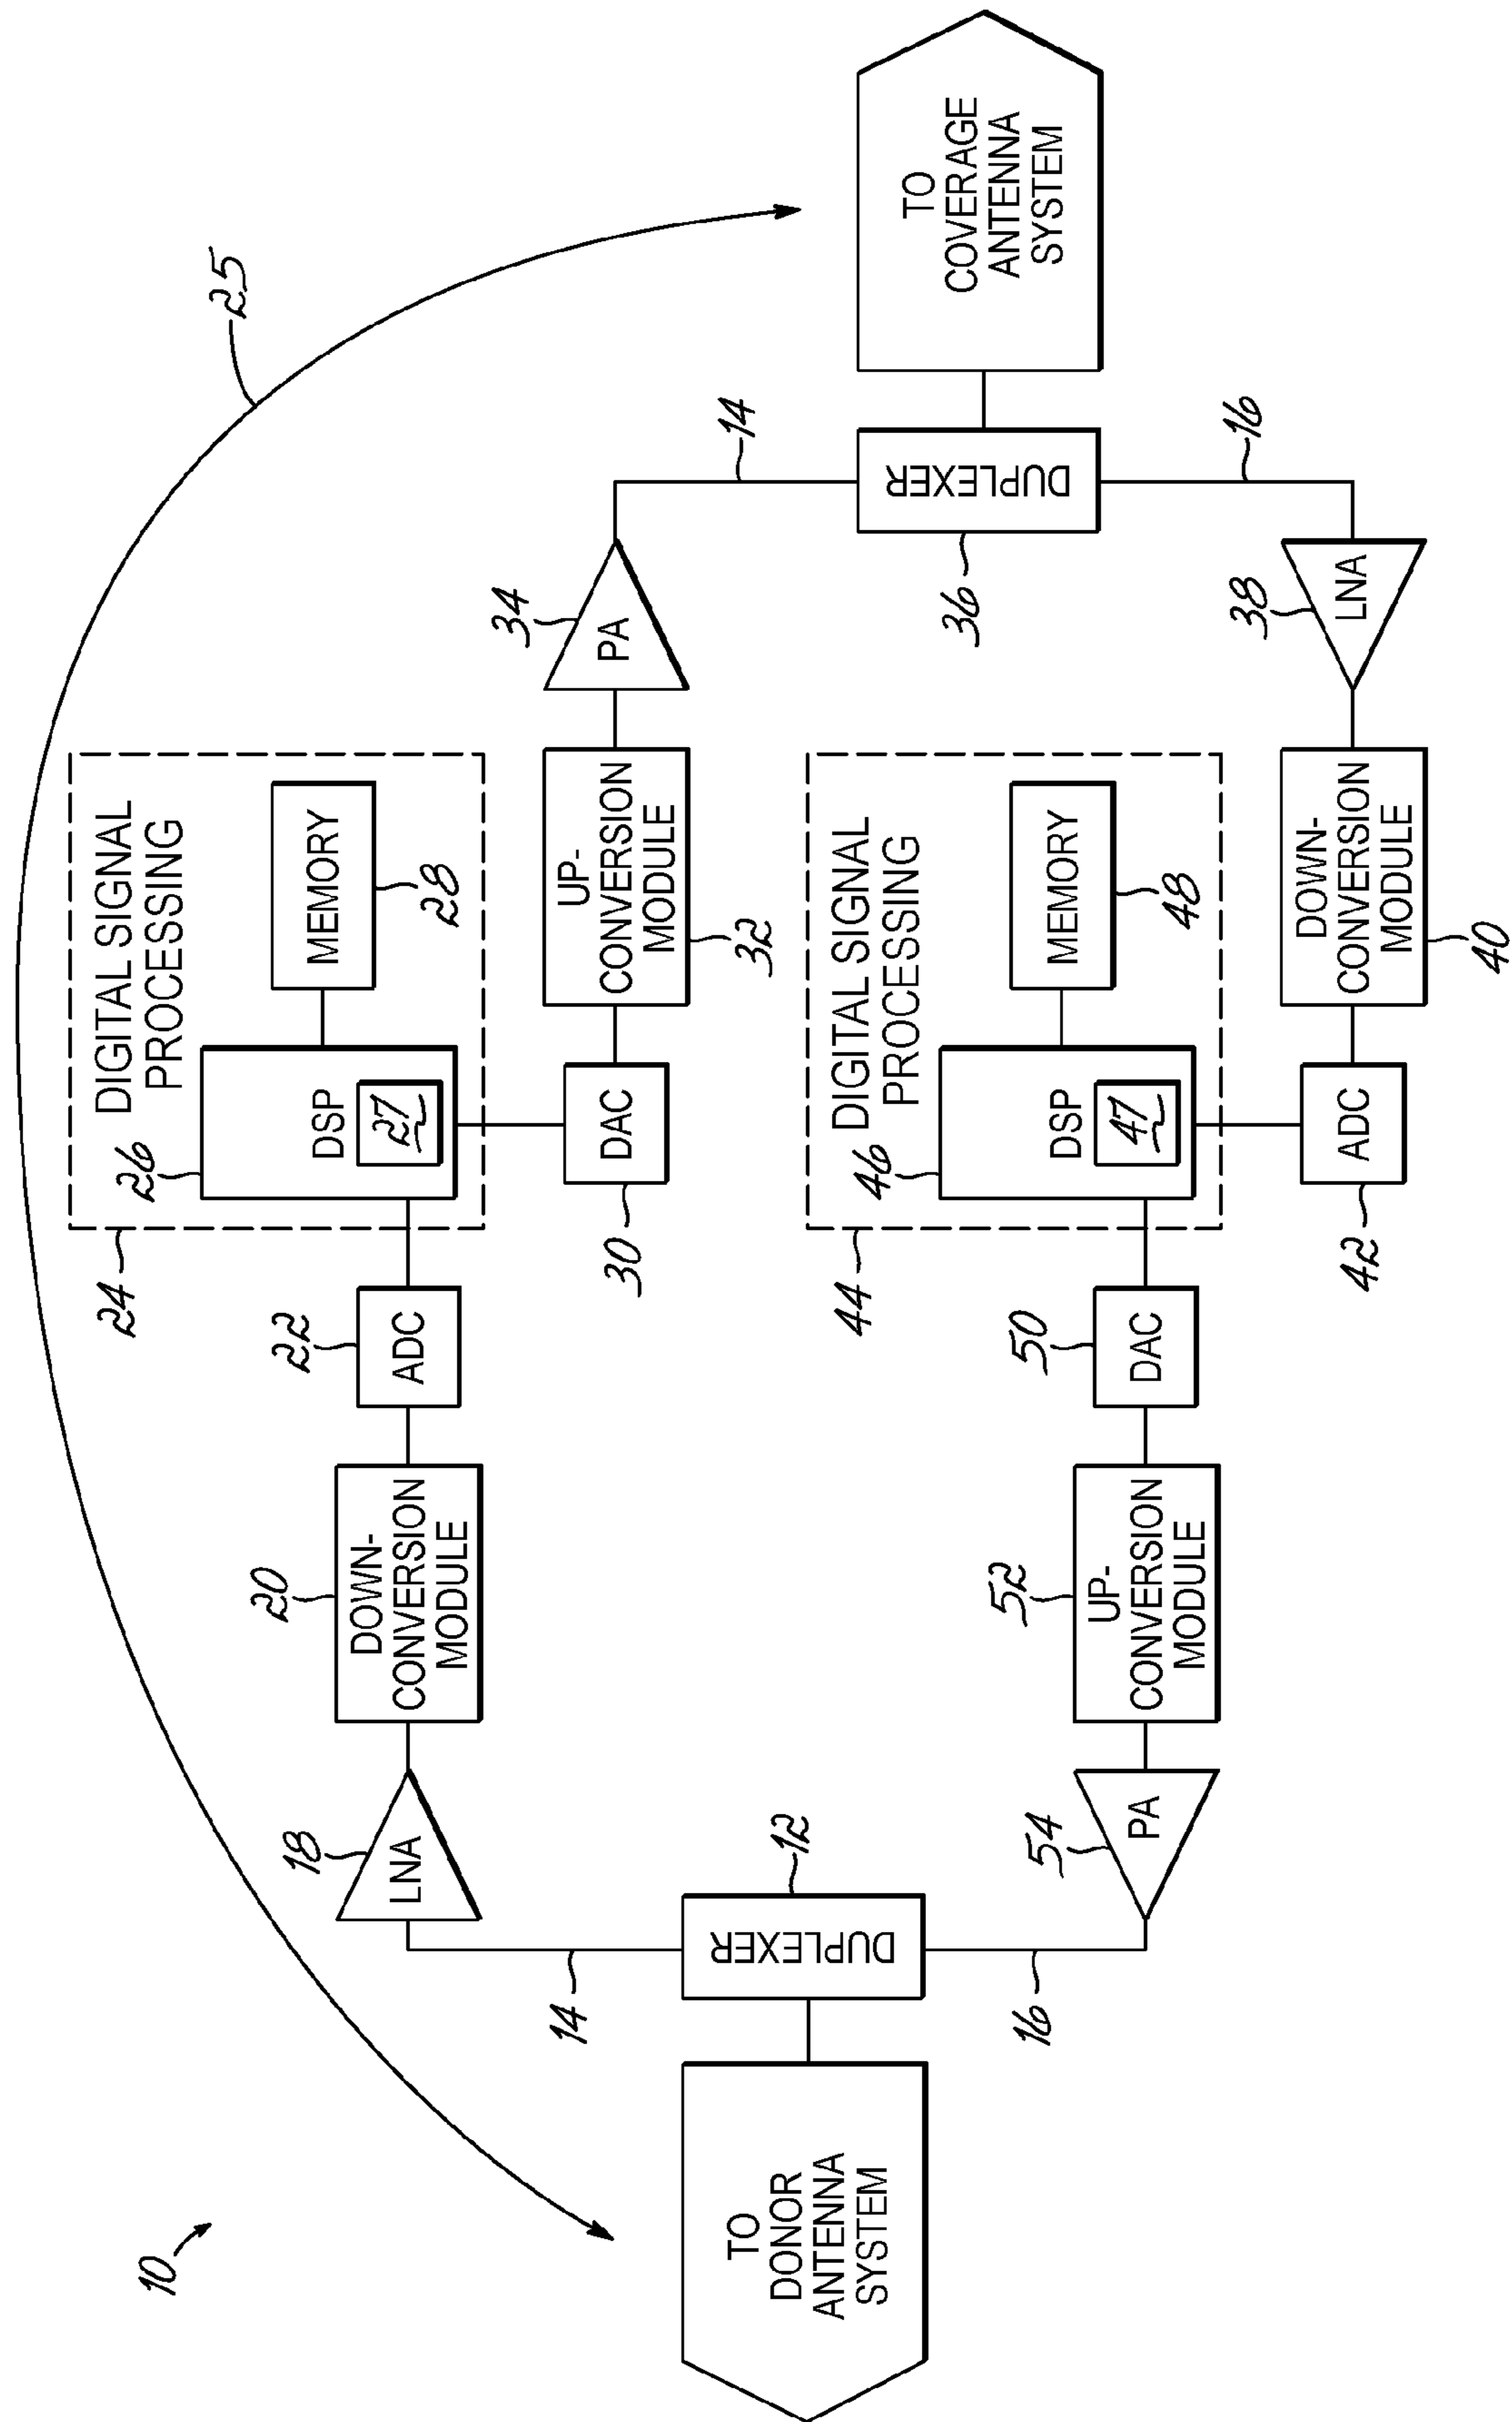 10
25
TO
DONOR
ANTENNA
SYSTEM
DUPLEXER
12
14
16
LNA
18
DOWN-
CONVERSION
MODULE
20
ADC
22
24
DIGITAL SIGNAL
PROCESSING
DSP
26
27
MEMORY
28
DAC
30
UP-
CONVERSION
MODULE
32
PA
34
14
DUPLEXER
36
TO
COVERAGE
ANTENNA
SYSTEM
16
LNA
38
DOWN-
CONVERSION
MODULE
40
ADC
42
44
DIGITAL SIGNAL
PROCESSING
DSP
46
47
MEMORY
48
DAC
50
UP-
CONVERSION
MODULE
52
PA
54